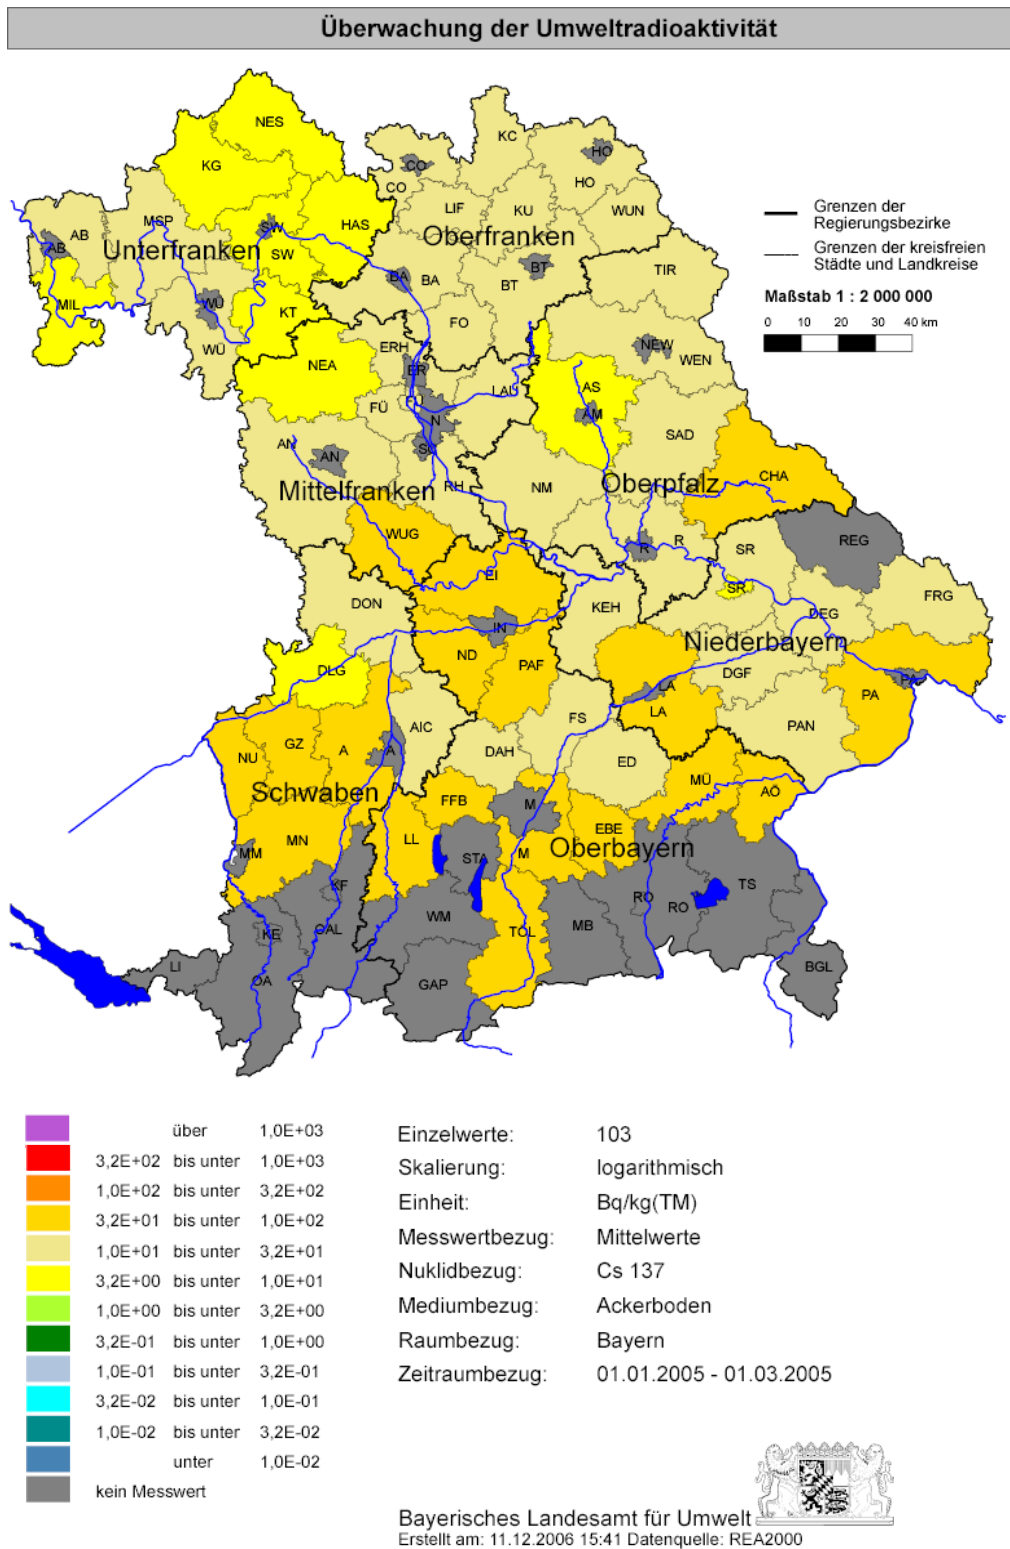 Überwachung der Umweltradioaktivität
NES
KC
KG
CO
HO
CO
HO
MSP
AB
HAS
LIF
KU
WUN
Grenzen der
Regierungsbezirke
AB
Unterfranken
SW
Oberfranken
Grenzen der kreisfreien
Städte und Landkreise
SW
BA
BA
BT
BT
TIR
Maßstab 1 : 2 000 000
MIL
WÜ
KT
FO
0 10 20 30 40 km
WÜ
ERH
NEW
WEN
NEA
ER
AS
LAU
FÜ
FÜ
N
AM
SAD
AN
AN
SC
Mittelfranken
RH
NM
Oberpfalz
CHA
WUG
R
R
SR
REG
EI
DON
KEH
SR
DEG
FRG
IN
ND
PAF
Niederbayern
DLG
DGF
PA
LA
LA
PA
AIC
FS
PAN
NU
GZ
A
A
DAH
ED
Schwaben
FFB
M
MÜ
AÖ
MN
LL
EBE
Oberbayern
MM
STA
M
KF
RO
RO
TS
WM
TOL
MB
KE
OAL
LI
OA
GAP
BGL
über 1,0E+03
3,2E+02 bis unter 1,0E+03
1,0E+02 bis unter 3,2E+02
3,2E+01 bis unter 1,0E+02
1,0E+01 bis unter 3,2E+01
3,2E+00 bis unter 1,0E+01
1,0E+00 bis unter 3,2E+00
3,2E-01 bis unter 1,0E+00
1,0E-01 bis unter 3,2E-01
3,2E-02 bis unter 1,0E-01
1,0E-02 bis unter 3,2E-02
unter 1,0E-02
kein Messwert
Einzelwerte: 103
Skalierung: logarithmisch
Einheit: Bq/kg(TM)
Messwertbezug: Mittelwerte
Nuklidbezug: Cs 137
Mediumbezug: Ackerboden
Raumbezug: Bayern
Zeitraumbezug: 01.01.2005 - 01.03.2005
Bayerisches Landesamt für Umwelt
Erstellt am: 11.12.2006 15:41 Datenquelle: REA2000